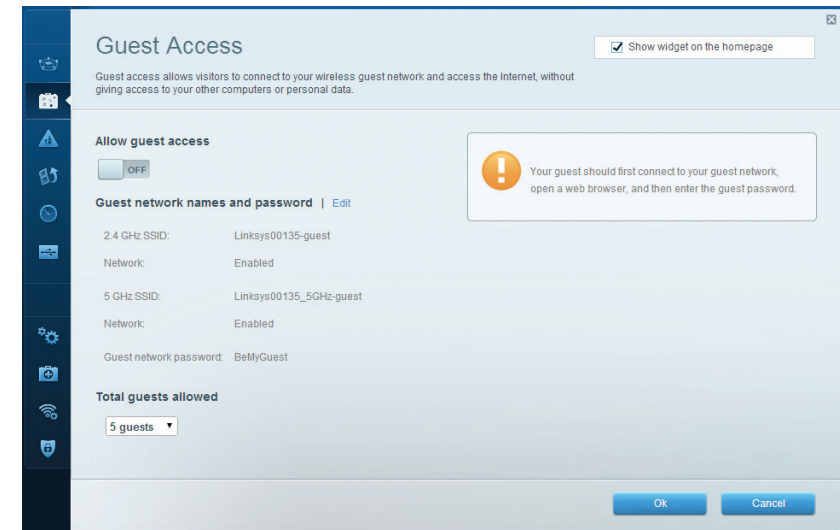 Guest Access
Show widget on the homepage
Guest access allows visitors to connect to your wireless guest network and access the Internet, without
giving access to your other computers or personal data.
Allow guest access
OFF
Your guest should first connect to your guest network,
open a web browser, and then enter the guest password.
Guest network names and password | Edit
2.4 GHz SSID: Linksys00135-guest
Network: Enabled
5 GHz SSID: Linksys00135_5GHz-guest
Network: Enabled
Guest network password: BeMyGuest
Total guests allowed
5 guests
Ok Cancel